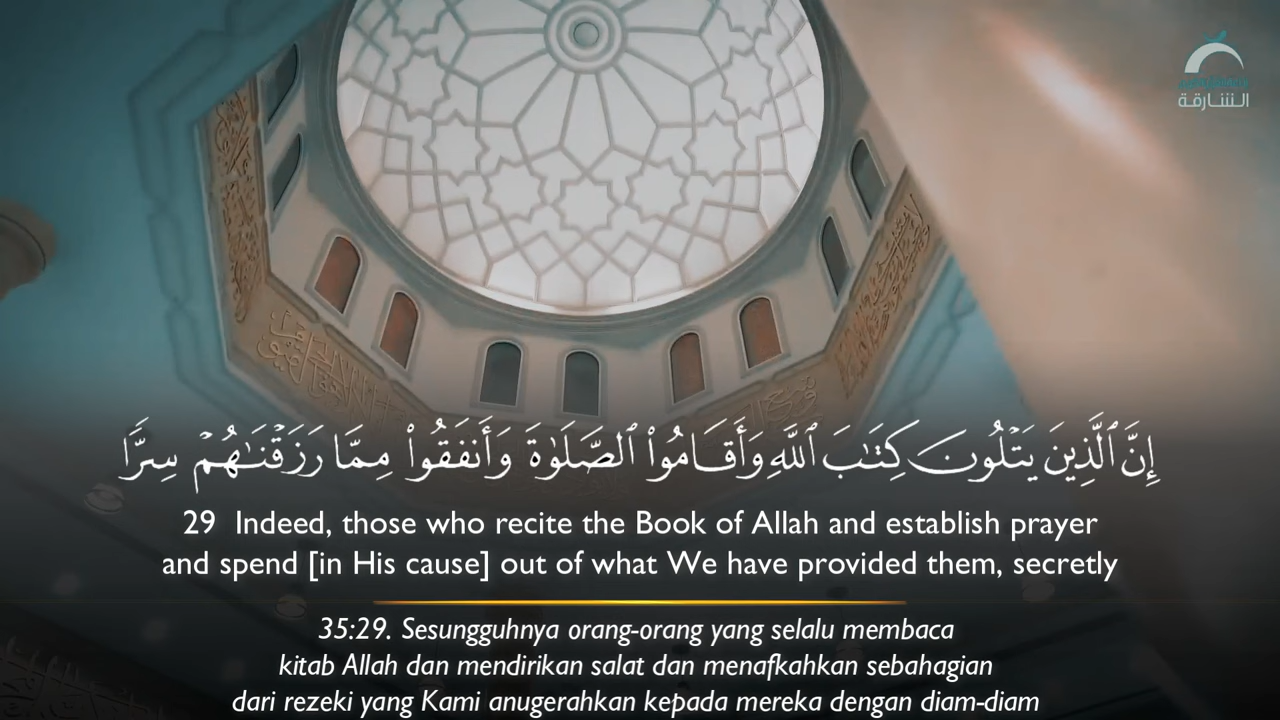 الشارقة
إِنَّ ٱلَّذِينَ يَتْلُونَ كِتَـٰبَ ٱللَّهِ وَأَقَامُوا۟ ٱلصَّلَوٰةَ وَأَنفَقُوا۟ مِمَّا رَزَقْنَـٰهُمْ سِرًّا
29 Indeed, those who recite the Book of Allah and establish prayer
and spend [in His cause] out of what We have provided them, secretly
35:29. Sesungguhnya orang-orang yang selalu membaca
kitab Allah dan mendirikan salat dan menafkahkan sebahagian
dari rezeki yang Kami anugerahkan kepada mereka dengan diam-diam